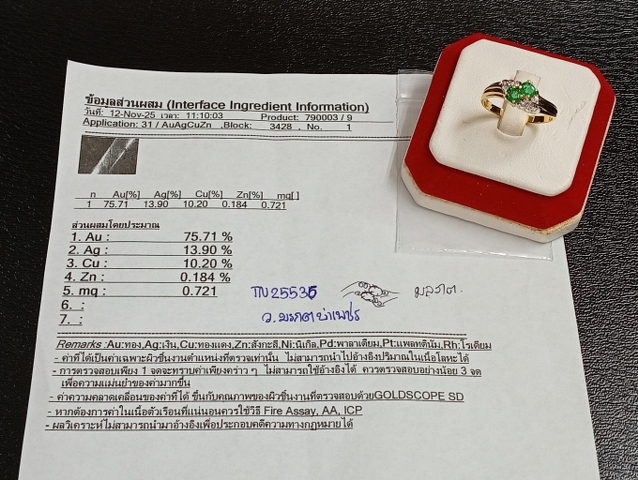 ข้อมูลส่วนผสม (Interface Ingredient Information)
วันที่: 12-Nov-25 เวลา: 11:10:03 Product: 790003 / 9
Application: 31 / AuAgCuZn ,Block: 3428 , No. 1
n Au[%] Ag[%] Cu[%] Zn[%] mq[ ]
1 75.71 13.90 10.20 0.184 0.721
ส่วนผสมโดยประมาณ
1. Au : 75.71 %
2. Ag : 13.90 %
3. Cu : 10.20 %
4. Zn : 0.184 %
5. mq : 0.721
6. :
7. :
TN25535 มรกต.
ว.มรกตบ่าเพชร
Remarks : Au:ทอง,Ag:เงิน,Cu:ทองแดง,Zn:สังกะสี,Ni:นิเกิล,Pd:พาลาเดียม,Pt:แพลทตินัม,Rh:โรเดียม
- ค่าที่ได้เป็นค่าเฉพาะผิวชิ้นงานตำแหน่งที่ตรวจเท่านั้น ไม่สามารถนำไปอ้างอิงปริมาณในเนื้อโลหะได้
- การตรวจสอบเพียง 1 จุดจะทราบค่าเพียงคร่าว ๆ ไม่สามารถใช้อ้างอิงได้ ควรตรวจสอบอย่างน้อย 3 จุด
เพื่อความแม่นยำของค่ามากขึ้น
- ค่าความคลาดเคลื่อนของค่าที่ได้ ขึ้นกับคุณภาพของผิวชิ้นงานที่ตรวจสอบด้วยGOLDSCOPE SD
- หากต้องการค่าในเนื้อตัวเรือนที่แน่นอนควรใช้วิธี Fire Assay, AA, ICP
- ผลวิเคราะห์ไม่สามารถนำมาอ้างอิงเพื่อประกอบคดีความทางกฎหมายได้